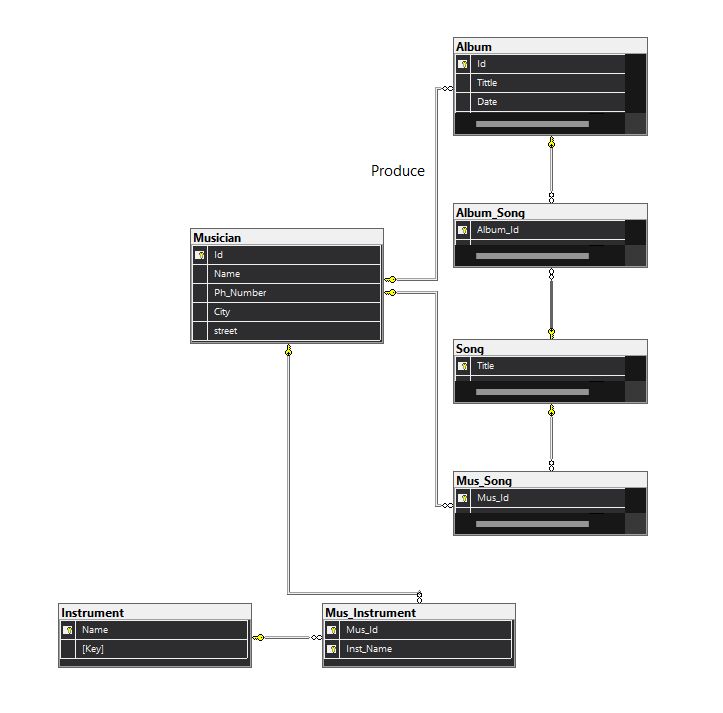 Album
Id
Tittle
Date
Produce
Album_Song
Album_Id
Musician
Id
Name
Ph_Number
City
street
Song
Title
Mus_Song
Mus_Id
Instrument
Name
[Key]
Mus_Instrument
Mus_Id
Inst_Name